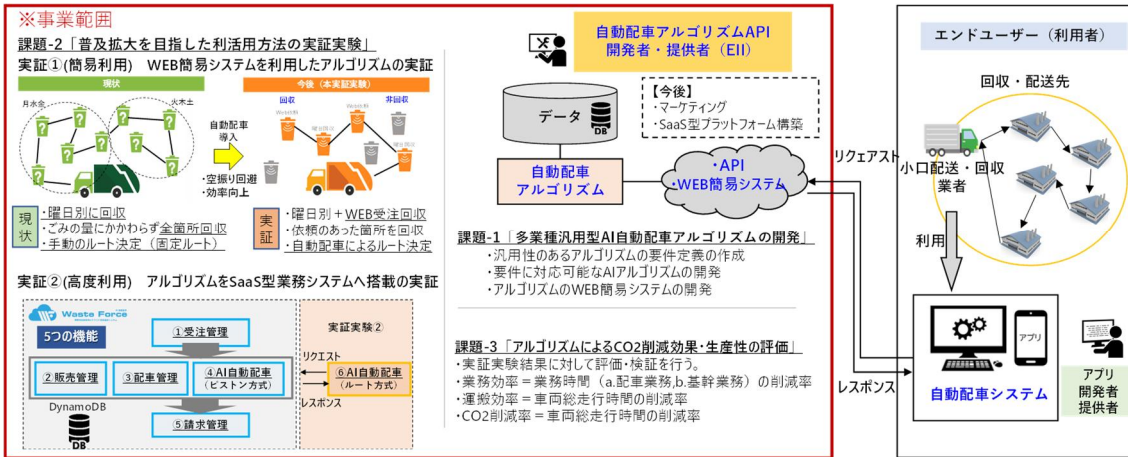 ※事業範囲
課題-2「普及拡大を目指した利活用方法の実証実験」
実証①(簡易利用) WEB簡易システムを利用したアルゴリズムの実証
現状
今後（本実証実験）
月水金
火木土
自動配車
導入
・空振り回避
・効率向上
回収
非回収
現状
・曜日別に回収
・ごみの量にかかわらず全箇所回収
・手動のルート決定（固定ルート）
実証
・曜日別＋WEB受注回収
・依頼のあった箇所を回収
・自動配車によるルート決定
実証②(高度利用) アルゴリズムをSaaS型業務システムへ搭載の実証
Waste Force
5つの機能
①受注管理
②販売管理
③配車管理
④AI自動配車
（ピストン方式）
⑤請求管理
DynamoDB
DB
実証実験②
リクエスト
⑥AI自動配車
（ルート方式）
レスポンス
自動配車アルゴリズムAPI
開発者・提供者（EII）
データ
DB
【今後】
・マーケティング
・SaaS型プラットフォーム構築
自動配車
アルゴリズム
・API
・WEB簡易システム
課題-1「多業種汎用型AI自動配車アルゴリズムの開発」
・汎用性のあるアルゴリズムの要件定義の作成
・要件に対応可能なAIアルゴリズムの開発
・アルゴリズムのWEB簡易システムの開発
課題-3「アルゴリズムによるCO2削減効果・生産性の評価」
・実証実験結果に対して評価・検証を行う。
・業務効率＝業務時間（a.配車業務,b.基幹業務）の削減率
・運搬効率＝車両総走行時間の削減率
・CO2削減率＝車両総走行時間の削減率
リクェアスト
レスポンス
エンドユーザー（利用者）
回収・配送先
小口配送・回収
業者
利用
アプリ
自動配車システム
アプリ
開発者
提供者